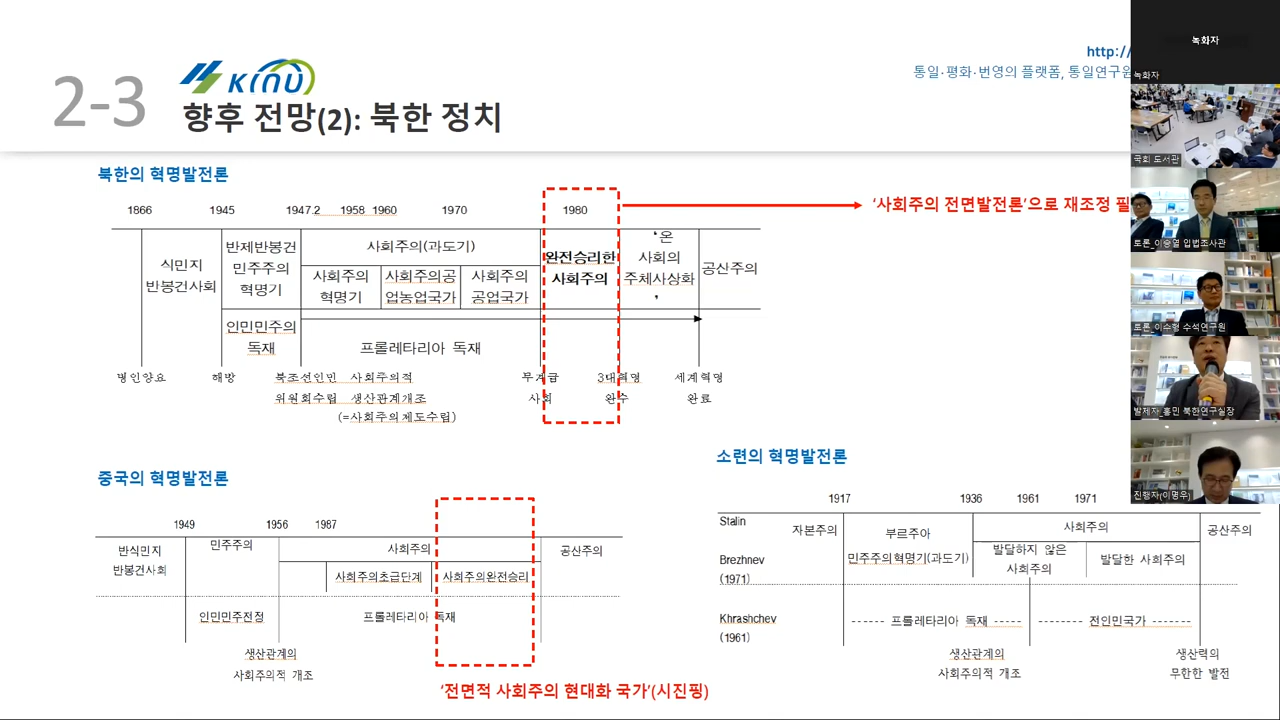 http://
통일·평화·번영의 플랫폼, 통일연구원
2-3
KINU
향후 전망(2): 북한 정치
북한의 혁명발전론
1866 1945 1947.2 1958 1960 1970 1980
'사회주의 전면발전론'으로 재조정 필
식민지
반봉건사회
반제반봉건
민주주의
혁명기
사회주의(과도기)
사회주의
혁명기
사회주의공
업농업국가
사회주의
공업국가
완전승리한
사회주의
'온
사회의
주체사상화
'
공산주의
인민민주의
독재
프롤레타리아 독재
병인양요 해방 북조선인민 사회주의적 무계급 3대혁명 세계혁명
위원회수립 생산관계개조 사회 완수 완료
(=사회주의제도수립)
중국의 혁명발전론
1949 1956 1987
반식민지
반봉건사회
민주주의
사회주의
공산주의
사회주의초급단계
사회주의완전승리
인민민주전정
프롤레타리아 독재
생산관계의
사회주의적 개조
'전면적 사회주의 현대화 국가'(시진핑)
소련의 혁명발전론
1917 1936 1961 1971
Stalin
자본주의
부르주아
민주주의혁명기(과도기)
사회주의
공산주의
Brezhnev
(1971)
발달하지 않은
사회주의
발달한 사회주의
Khrashchev
(1961)
프롤레타리아 독재
전인민국가
생산관계의
사회주의적 개조
생산력의
무한한 발전
녹화자
녹화자
국회 도서관
토론_이승열 입법조사관
토론_이수형 수석연구원
발제자_홍민 북한연구실장
진행자(이명우)